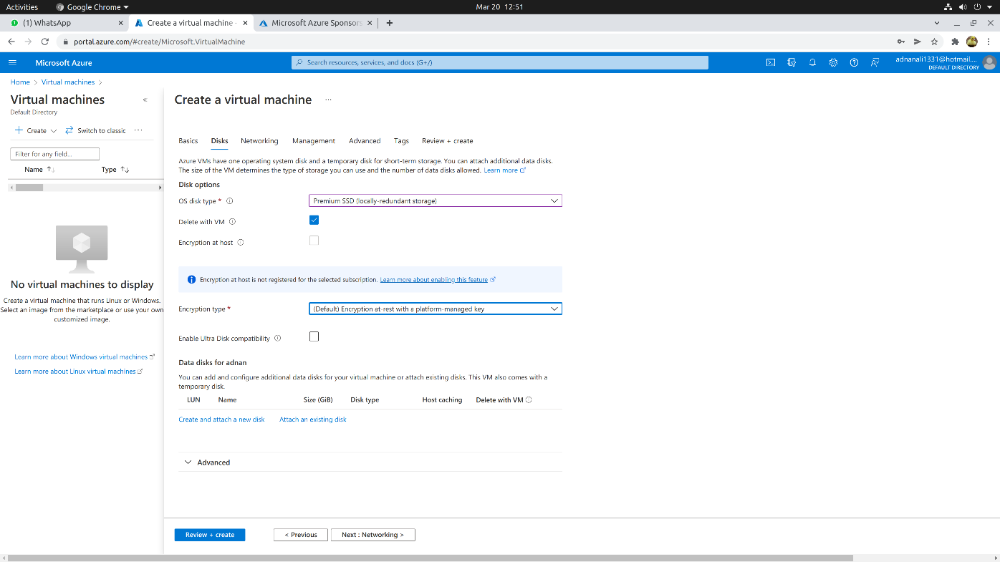 Activities Google Chrome Mar 20 12:51
(1) WhatsApp Create a virtual machine - Microsoft Azure Sponsors
portal.azure.com/#create/Microsoft.VirtualMachine
Microsoft Azure Search resources, services, and docs (G+/) adnanali1331@hotmail....
DEFAULT DIRECTORY
Home > Virtual machines >
Virtual machines
Default Directory
Create Switch to classic ...
Filter for any field...
Name Type
No virtual machines to display
Create a virtual machine that runs Linux or Windows.
Select an image from the marketplace or use your own
customized image.
Learn more about Windows virtual machines
Learn more about Linux virtual machines
Create a virtual machine ...
Basics Disks Networking Management Advanced Tags Review + create
Azure VMs have one operating system disk and a temporary disk for short-term storage. You can attach additional data disks.
The size of the VM determines the type of storage you can use and the number of data disks allowed. Learn more
Disk options
OS disk type * Premium SSD (locally-redundant storage)
Delete with VM
Encryption at host
Encryption at host is not registered for the selected subscription. Learn more about enabling this feature
Encryption type * (Default) Encryption at-rest with a platform-managed key
Enable Ultra Disk compatibility
Data disks for adnan
You can add and configure additional data disks for your virtual machine or attach existing disks. This VM also comes with a
temporary disk.
LUN Name Size (GiB) Disk type Host caching Delete with VM
Create and attach a new disk Attach an existing disk
Advanced
Review + create < Previous Next : Networking >